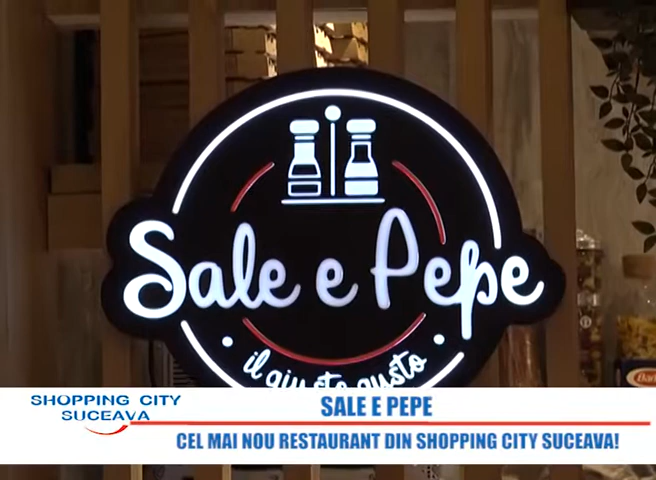 Sale e Pepe
il giusto gusto
SHOPPING CITY
SUCEAVA
SALE E PEPE
CEL MAI NOU RESTAURANT DIN SHOPPING CITY SUCEAVA!